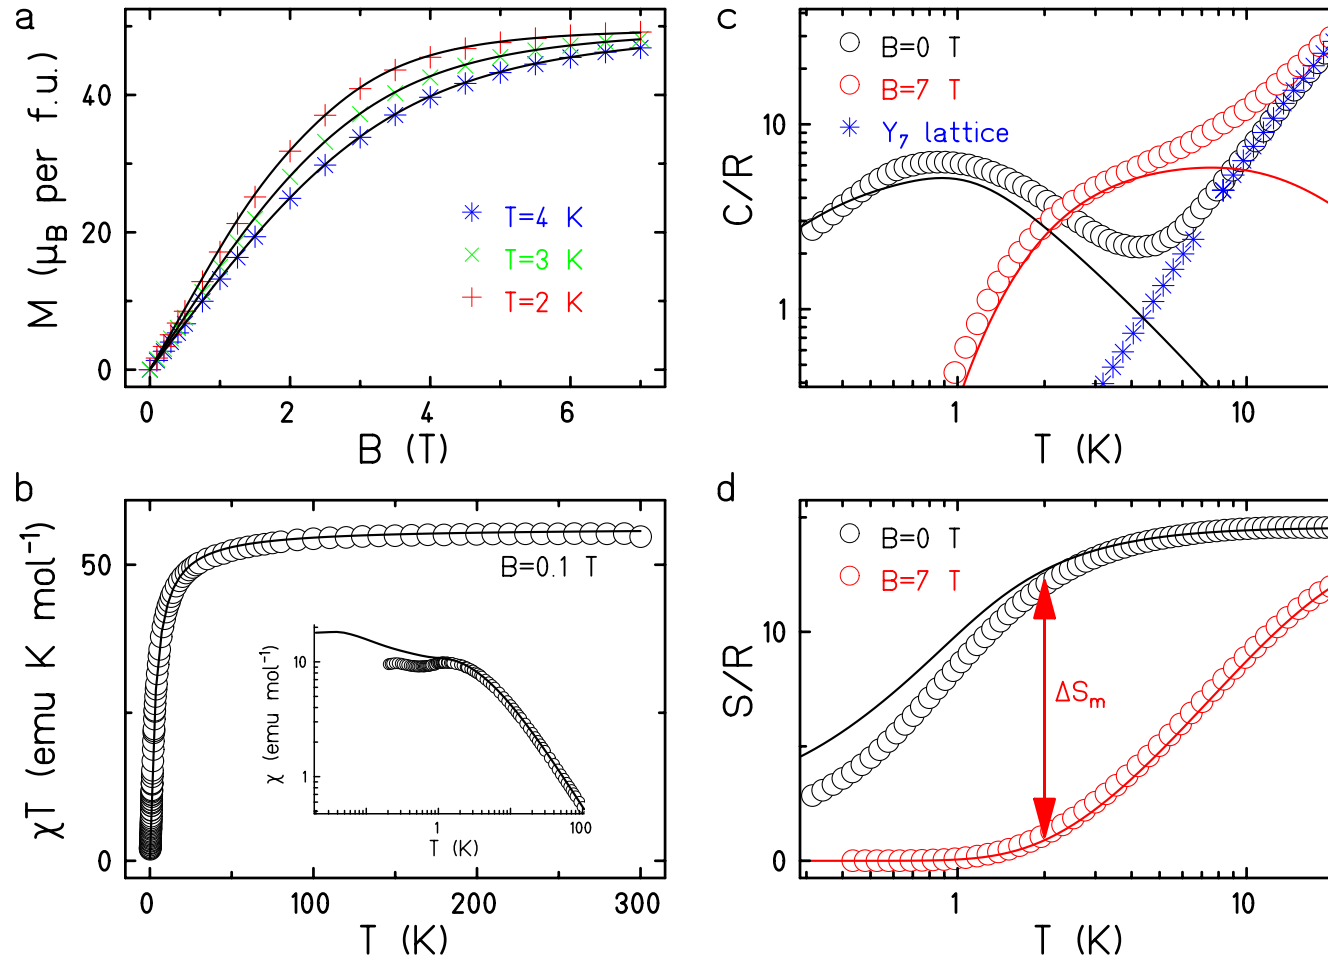 a
M (μB per f.u.)
40
20
0
T=4 K
T=3 K
T=2 K
0 2 4 6
B (T)
b
χT (emu K mol⁻¹)
50
0
B=0.1 T
χ (emu mol⁻¹)
10
1
1 100
T (K)
0 100 200 300
T (K)
c
C/R
10
1
B=0 T
B=7 T
Y₇ lattice
1 10
T (K)
d
S/R
10
0
B=0 T
B=7 T
ΔSm
1 10
T (K)